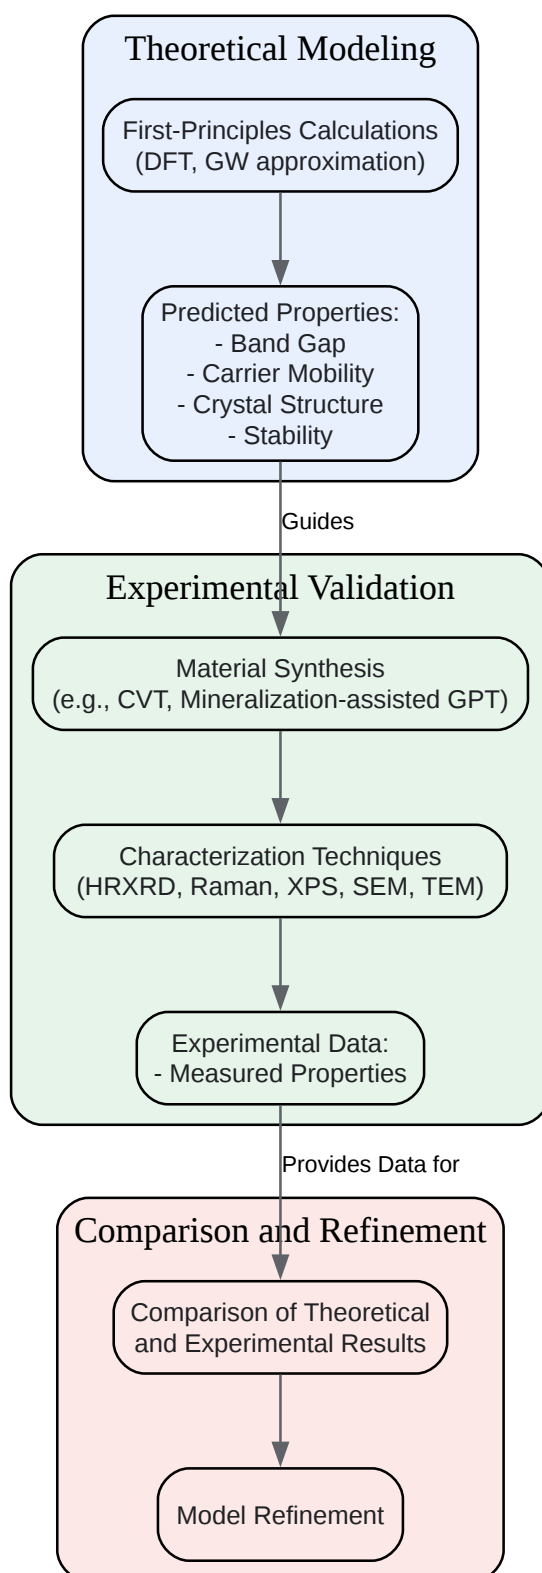 Theoretical Modeling
First-Principles Calculations
(DFT, GW approximation)
Predicted Properties:
- Band Gap
- Carrier Mobility
- Crystal Structure
- Stability
Guides
Experimental Validation
Material Synthesis
(e.g., CVT, Mineralization-assisted GPT)
Characterization Techniques
(HRXRD, Raman, XPS, SEM, TEM)
Experimental Data:
- Measured Properties
Provides Data for
Comparison and Refinement
Comparison of Theoretical
and Experimental Results
Model Refinement